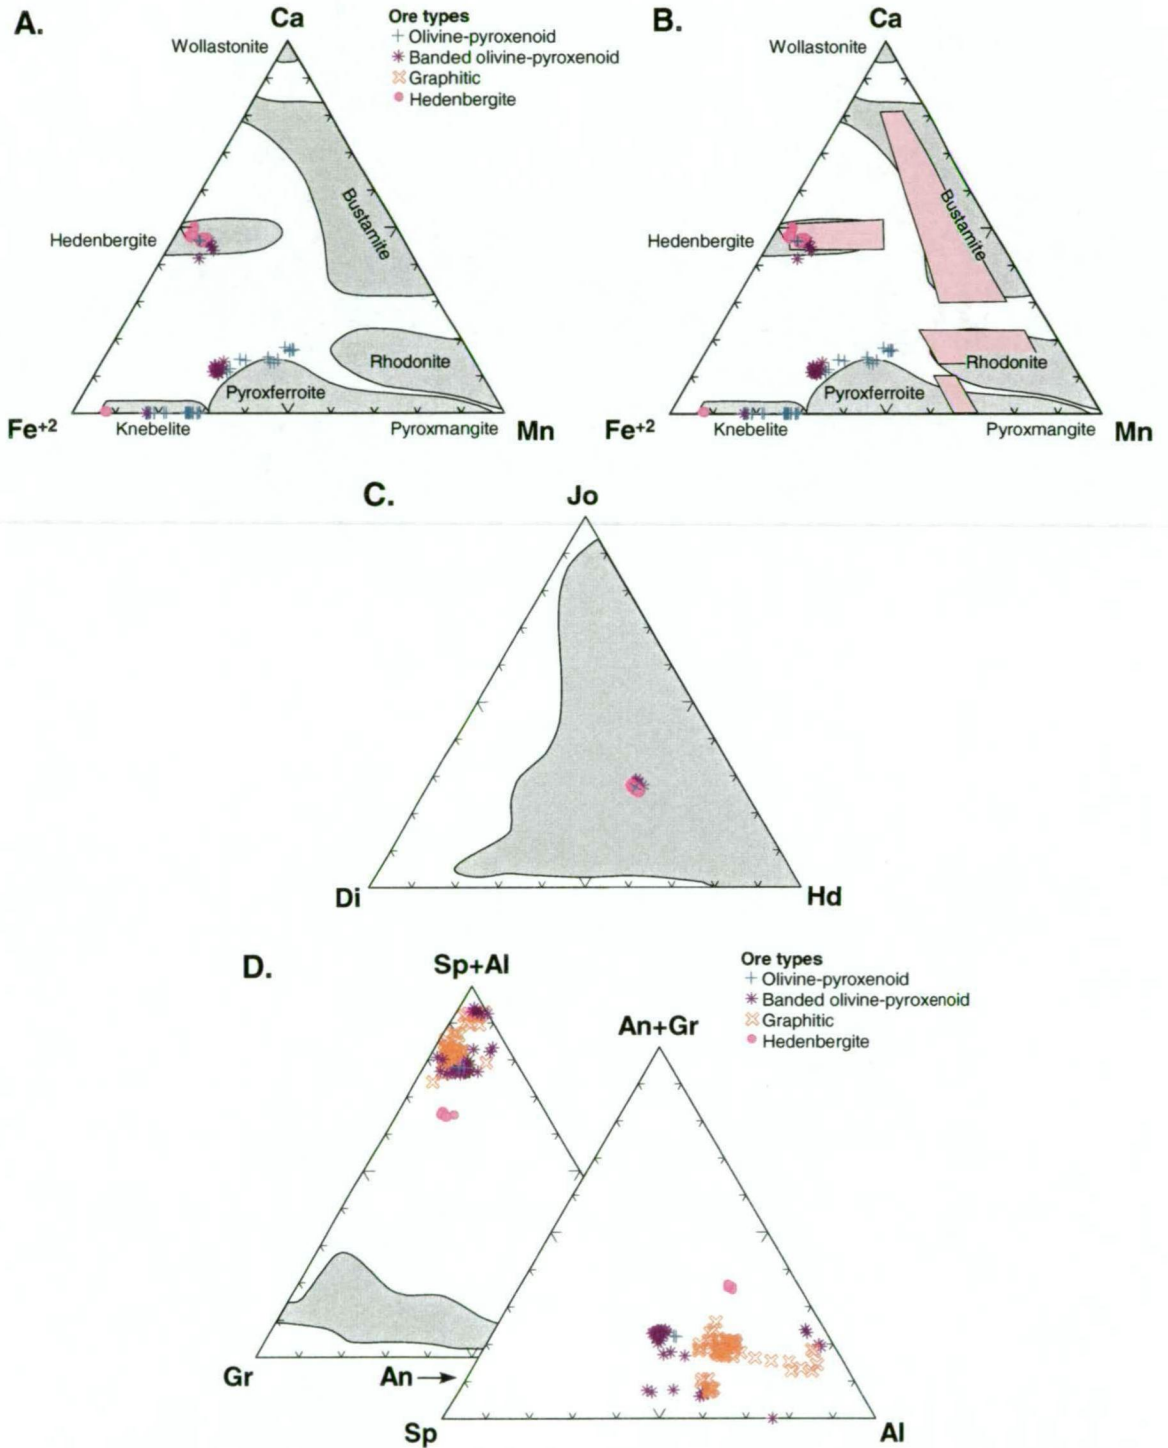 A.
Ca
Wollastonite
Ore types
Olivine-pyroxenoid
Banded olivine-pyroxenoid
Graphitic
Hedenbergite
Bustamite
Hedenbergite
Rhodonite
Pyroxferroite
Fe+2
Knebelite
Pyroxmangite
Mn
B.
Ca
Wollastonite
Bustamite
Hedenbergite
Rhodonite
Pyroxferroite
Fe+2
Knebelite
Pyroxmangite
Mn
C.
Jo
Di
Hd
D.
Sp+Al
Ore types
Olivine-pyroxenoid
Banded olivine-pyroxenoid
Graphitic
Hedenbergite
An+Gr
Gr
An
Sp
Al